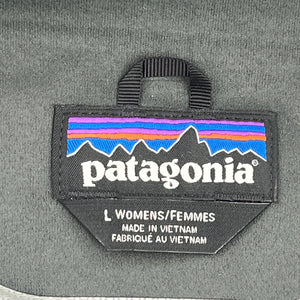 patagonia®
L WOMENS/FEMMES
MADE IN VIETNAM
FABRIQUÉ AU VIETNAM